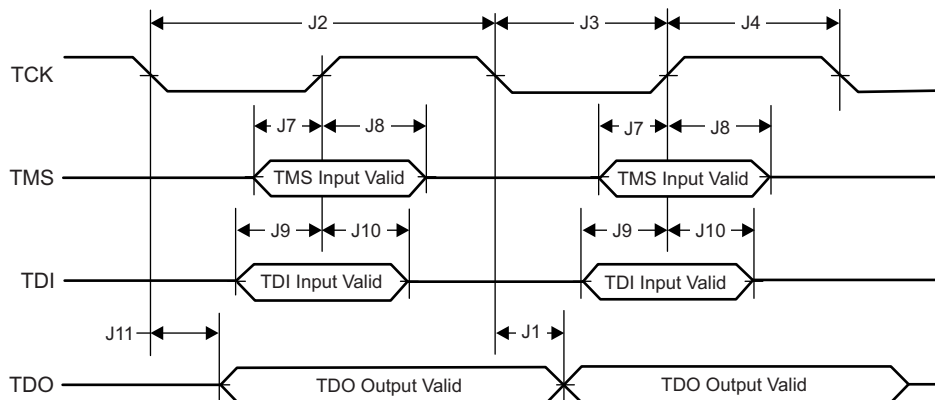 J2 J3 J4
TCK
J7 J8 J7 J8
TMS TMS Input Valid TMS Input Valid
J9 J10 J9 J10
TDI TDI Input Valid TDI Input Valid
J11 J1
TDO TDO Output Valid TDO Output Valid